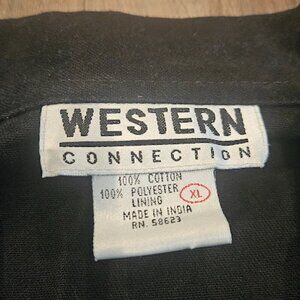 WESTERN
CONNECTION
100% COTTON
100% POLYESTER
LINING
XL
MADE IN INDIA
RN. 58623